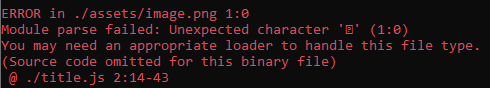 ERROR in ./assets/image.png 1:0
Module parse failed: Unexpected character '�' (1:0)
You may need an appropriate loader to handle this file type.
(Source code omitted for this binary file)
@ ./title.js 2:14-43